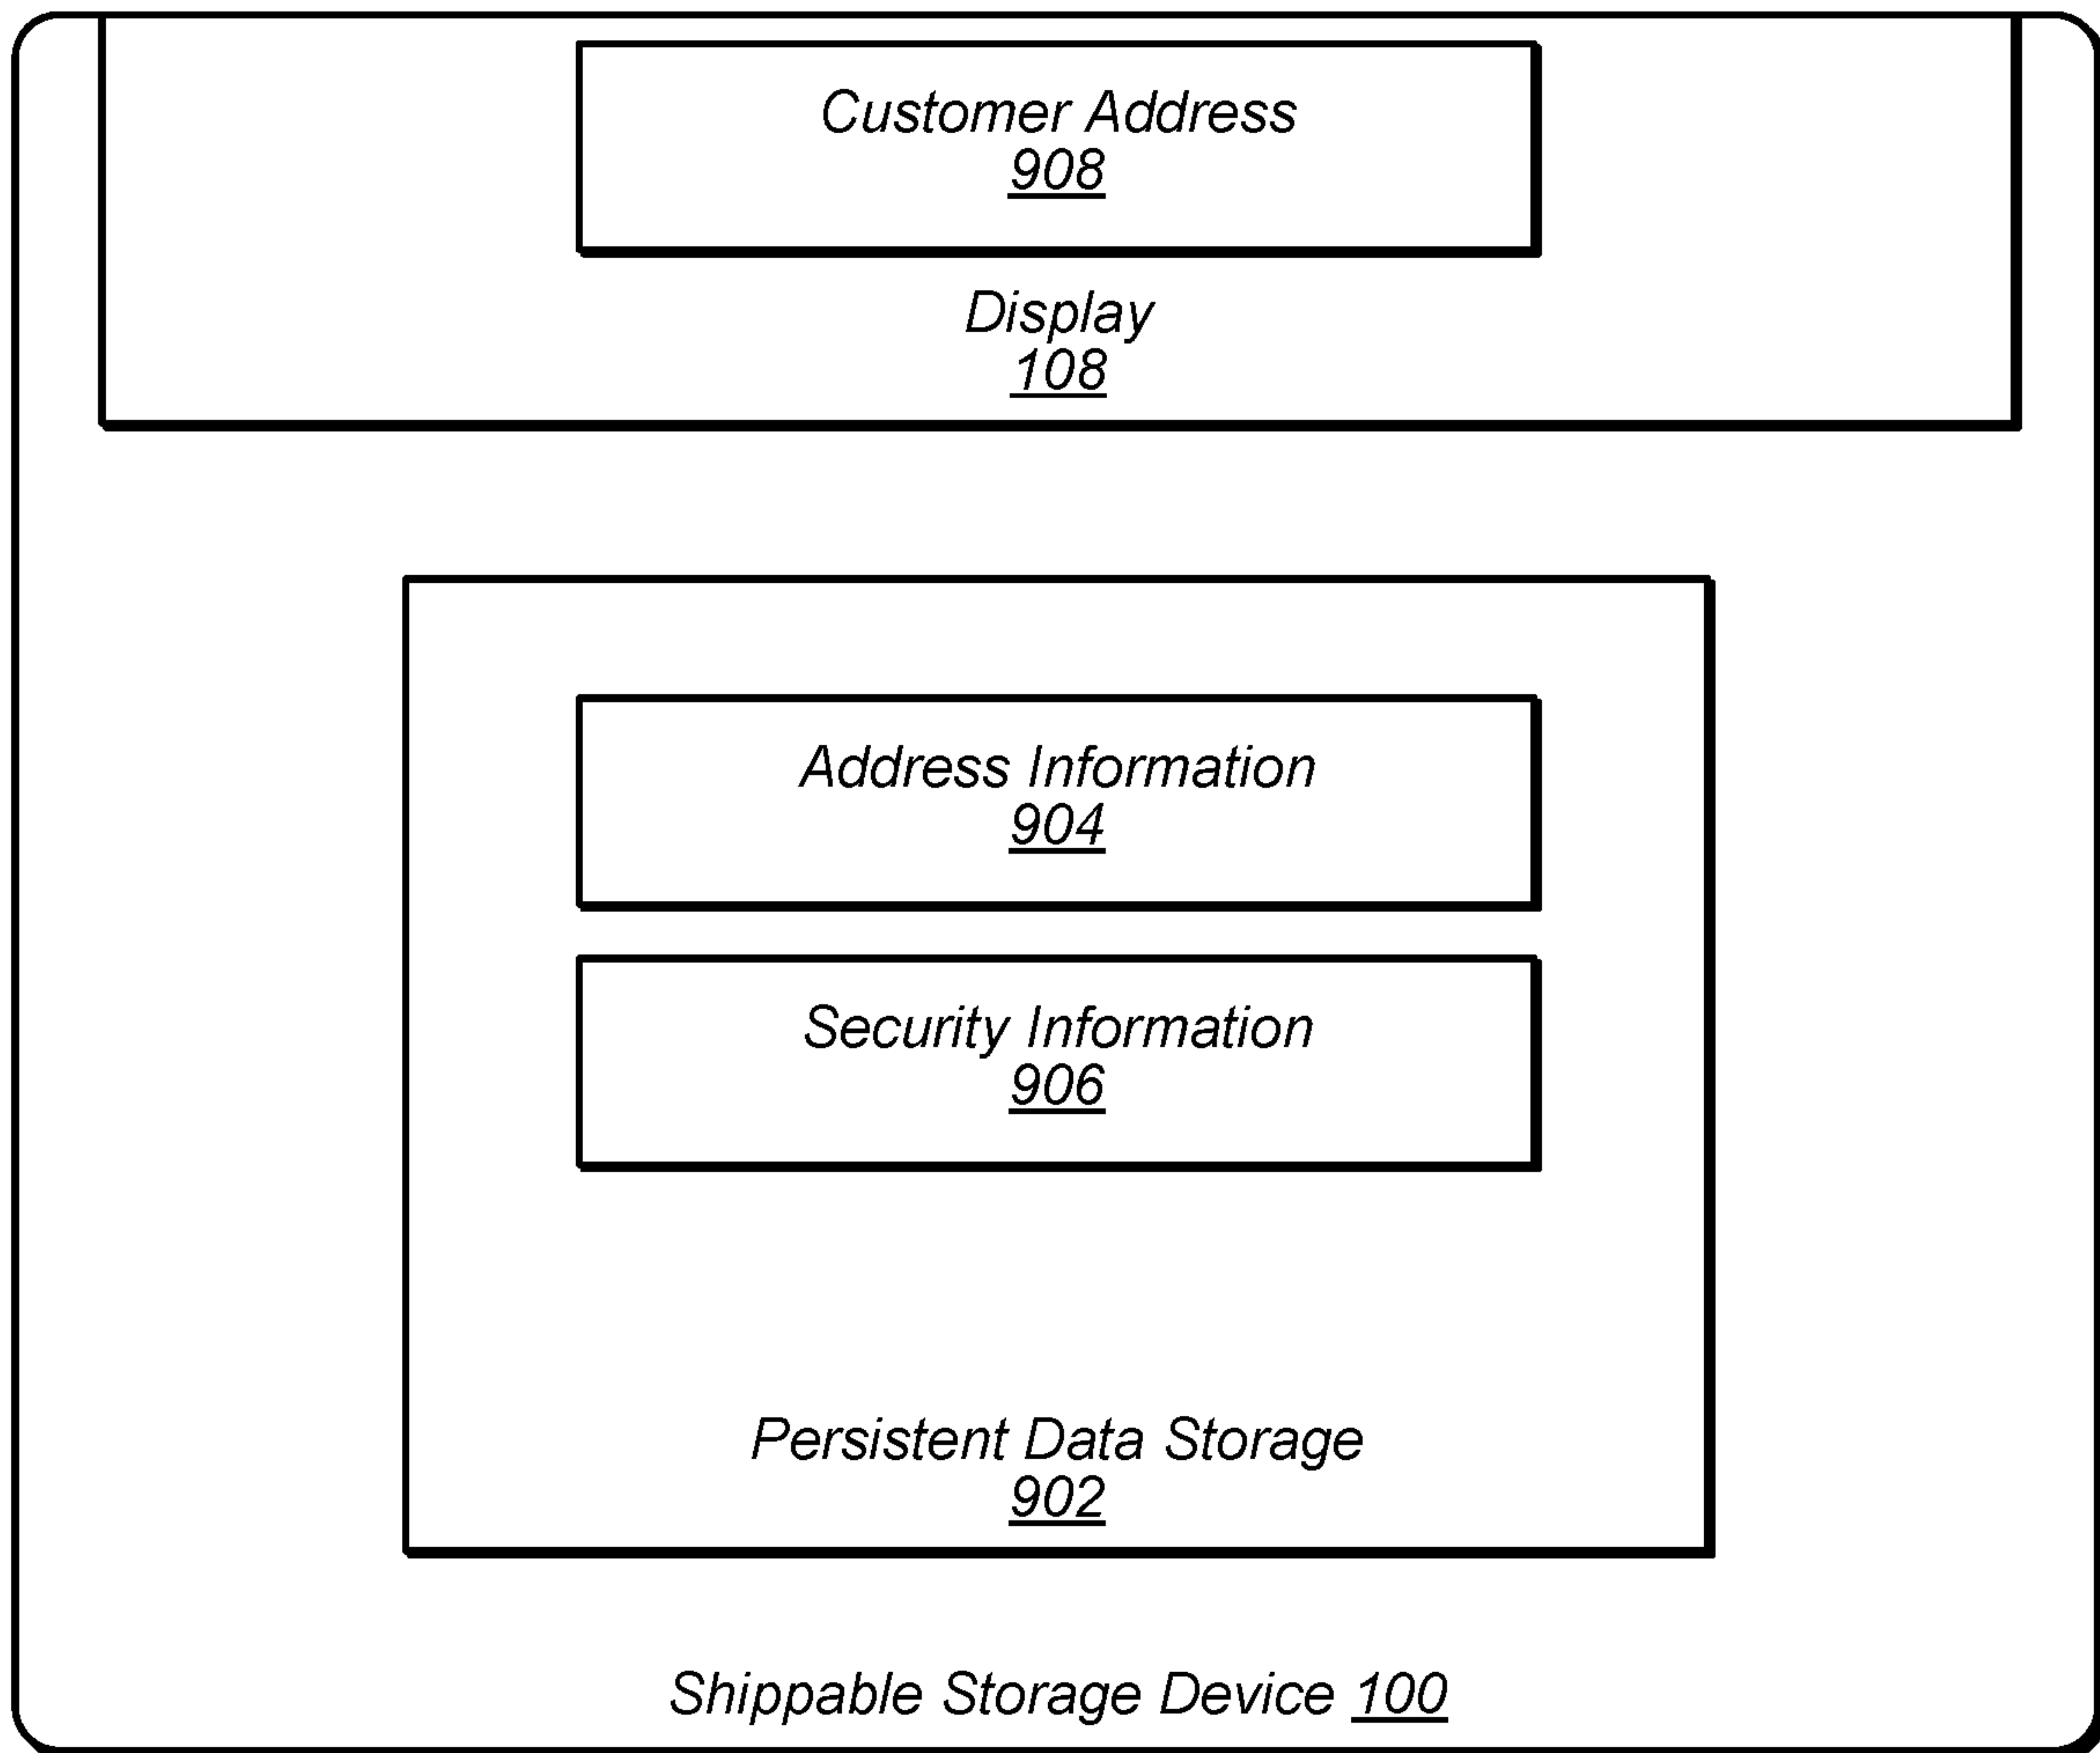 Customer Address
908
Display
108
Address Information
904
Security Information
906
Persistent Data Storage
902
Shippable Storage Device 100